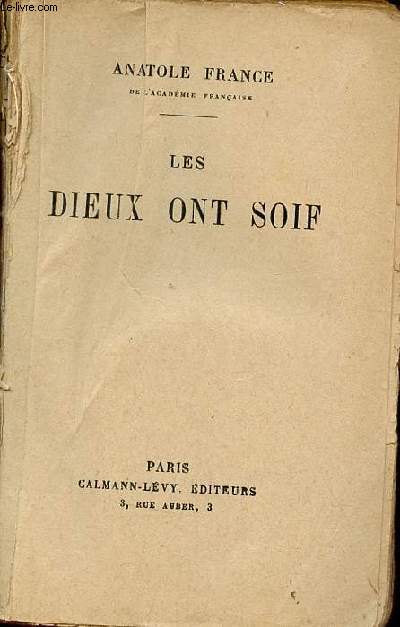 Le-livre.com
ANATOLE FRANCE
DE L'ACADÉMIE FRANÇAISE
LES
DIEUX ONT SOIF
PARIS
CALMANN-LÉVY, ÉDITEURS
3, RUE AUBER, 3